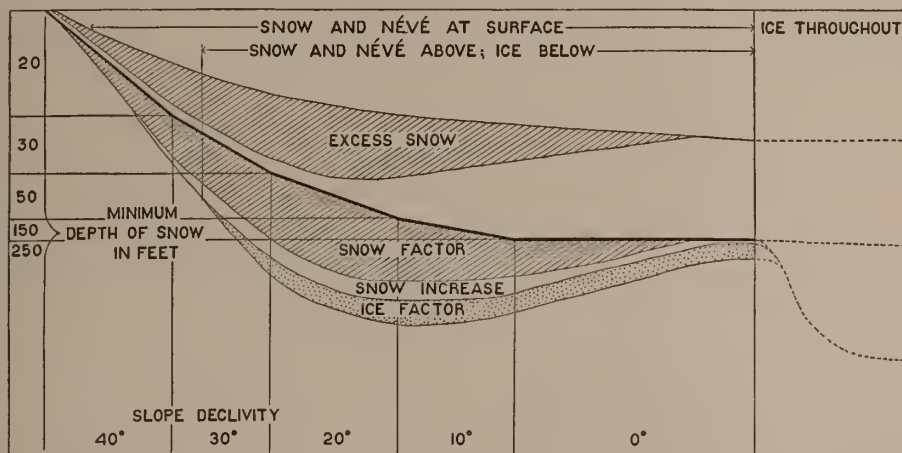 SNOW AND NÉVÉ AT SURFACE
ICE THROUGHOUT
SNOW AND NÉVÉ ABOVE; ICE BELOW
20
EXCESS SNOW
30
50
MINIMUM
DEPTH OF SNOW
IN FEET
150
250
SNOW FACTOR
SNOW INCREASE
ICE FACTOR
SLOPE DECLIVITY
40° 30° 20° 10° 0°